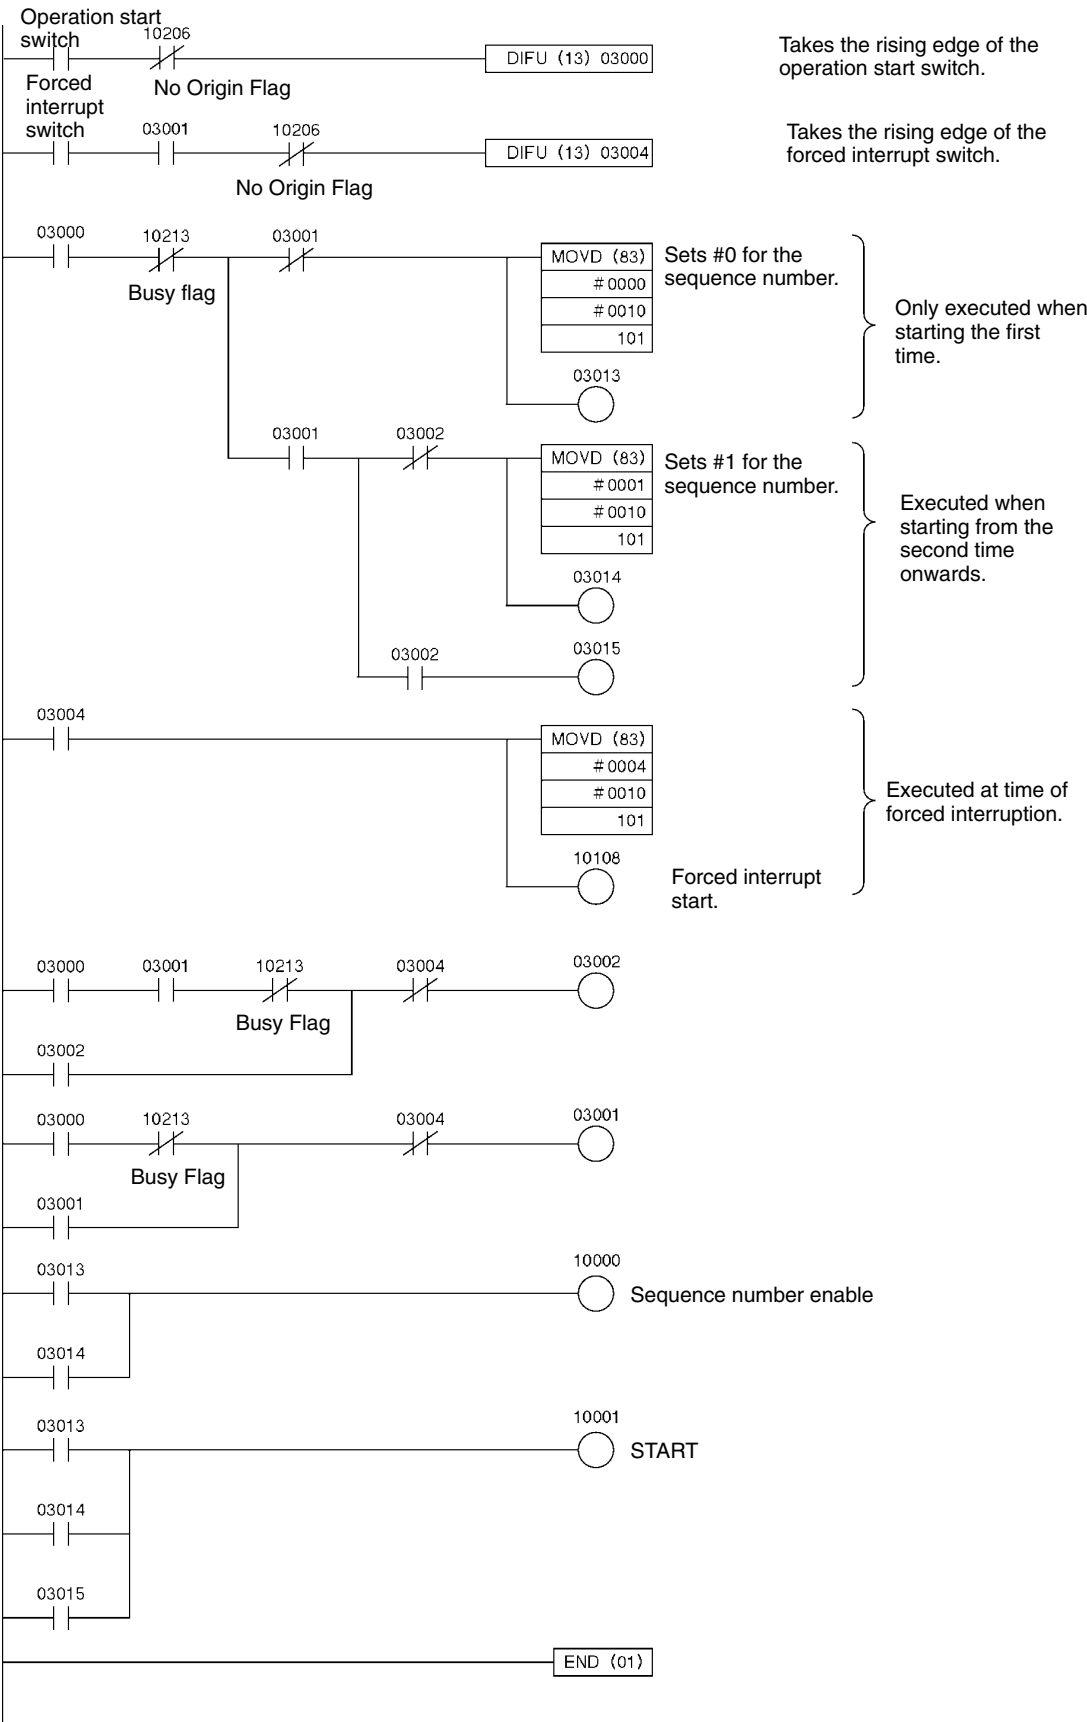 Operation start
switch
10206
DIFU (13) 03000
Takes the rising edge of the
operation start switch.
No Origin Flag
Forced
interrupt
switch
03001
10206
DIFU (13) 03004
Takes the rising edge of the
forced interrupt switch.
No Origin Flag
03000
10213
03001
Busy flag
MOVD (83)
#0000
#0010
101
Sets #0 for the
sequence number.
Only executed when
starting the first
time.
03013
03001
03002
MOVD (83)
#0001
#0010
101
Sets #1 for the
sequence number.
Executed when
starting from the
second time
onwards.
03014
03002
03015
03004
MOVD (83)
#0004
#0010
101
Executed at time of
forced interruption.
10108
Forced interrupt
start.
03000
03001
10213
03004
03002
Busy Flag
03002
03000
10213
03004
03001
Busy Flag
03001
03013
10000
Sequence number enable
03014
03013
10001
START
03014
03015
END (01)